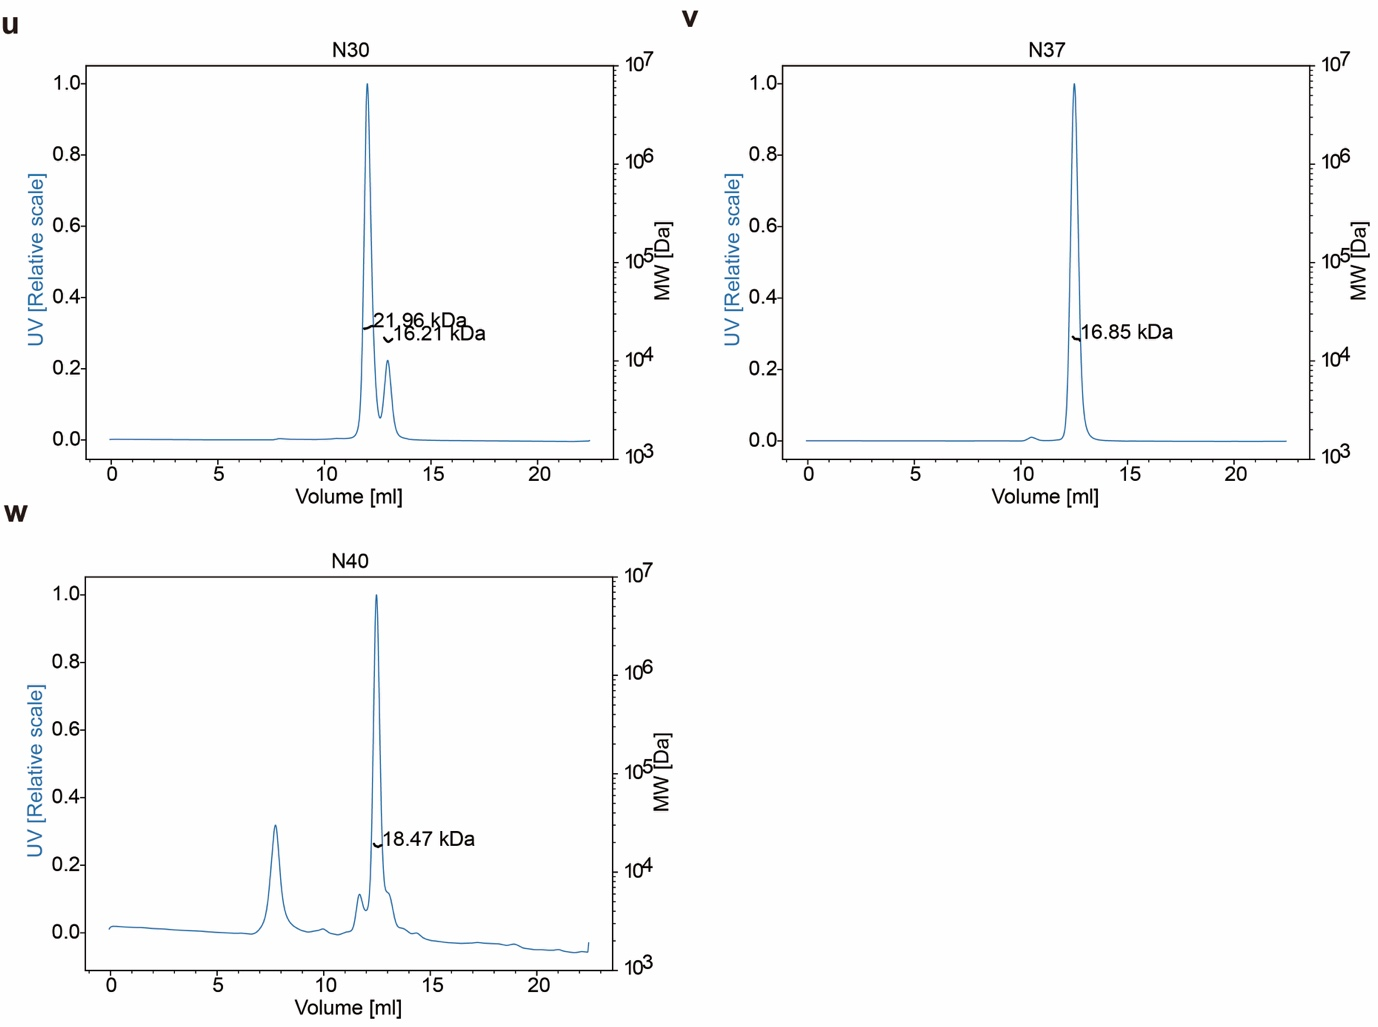 u
N30
1.0
0.8
0.6
0.4
0.2
0.0
UV [Relative scale]
10⁷
10⁶
10⁵
10⁴
10³
MW [Da]
21.96 kDa
16.21 kDa
0 5 10 15 20
Volume [ml]
v
N37
1.0
0.8
0.6
0.4
0.2
0.0
UV [Relative scale]
10⁷
10⁶
10⁵
10⁴
10³
MW [Da]
16.85 kDa
0 5 10 15 20
Volume [ml]
w
N40
1.0
0.8
0.6
0.4
0.2
0.0
UV [Relative scale]
10⁷
10⁶
10⁵
10⁴
10³
MW [Da]
18.47 kDa
0 5 10 15 20
Volume [ml]